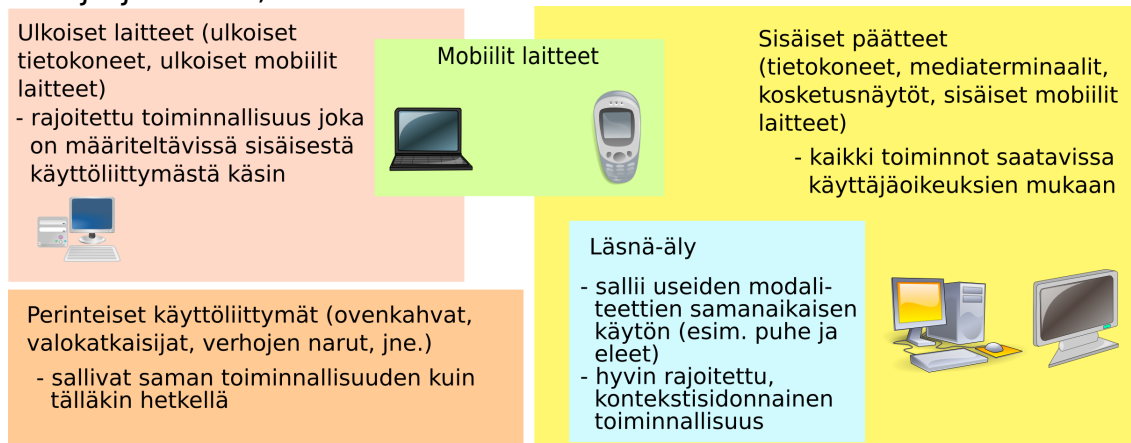 Ulkoiset laitteet (ulkoiset
tietokoneet, ulkoiset mobiilit
laitteet)
- rajoitettu toiminnallisuus joka
on määriteltävissä sisäisestä
käyttöliittymästä käsin
Mobiilit laitteet
Sisäiset päätteet
(tietokoneet, mediaterminaalit,
kosketusnäytöt, sisäiset mobiilit
laitteet)
- kaikki toiminnot saatavissa
käyttäjäoikeuksien mukaan
Perinteiset käyttöliittymät (ovenkahvat,
valokatkaisijat, verhojen narut, jne.)
- sallivat saman toiminnallisuuden kuin
tälläkin hetkellä
Läsnä-äly
- sallii useiden modali-
teettien samanaikaisen
käytön (esim. puhe ja
eleet)
- hyvin rajoitettu,
kontekstisidonnainen
toiminnallisuus